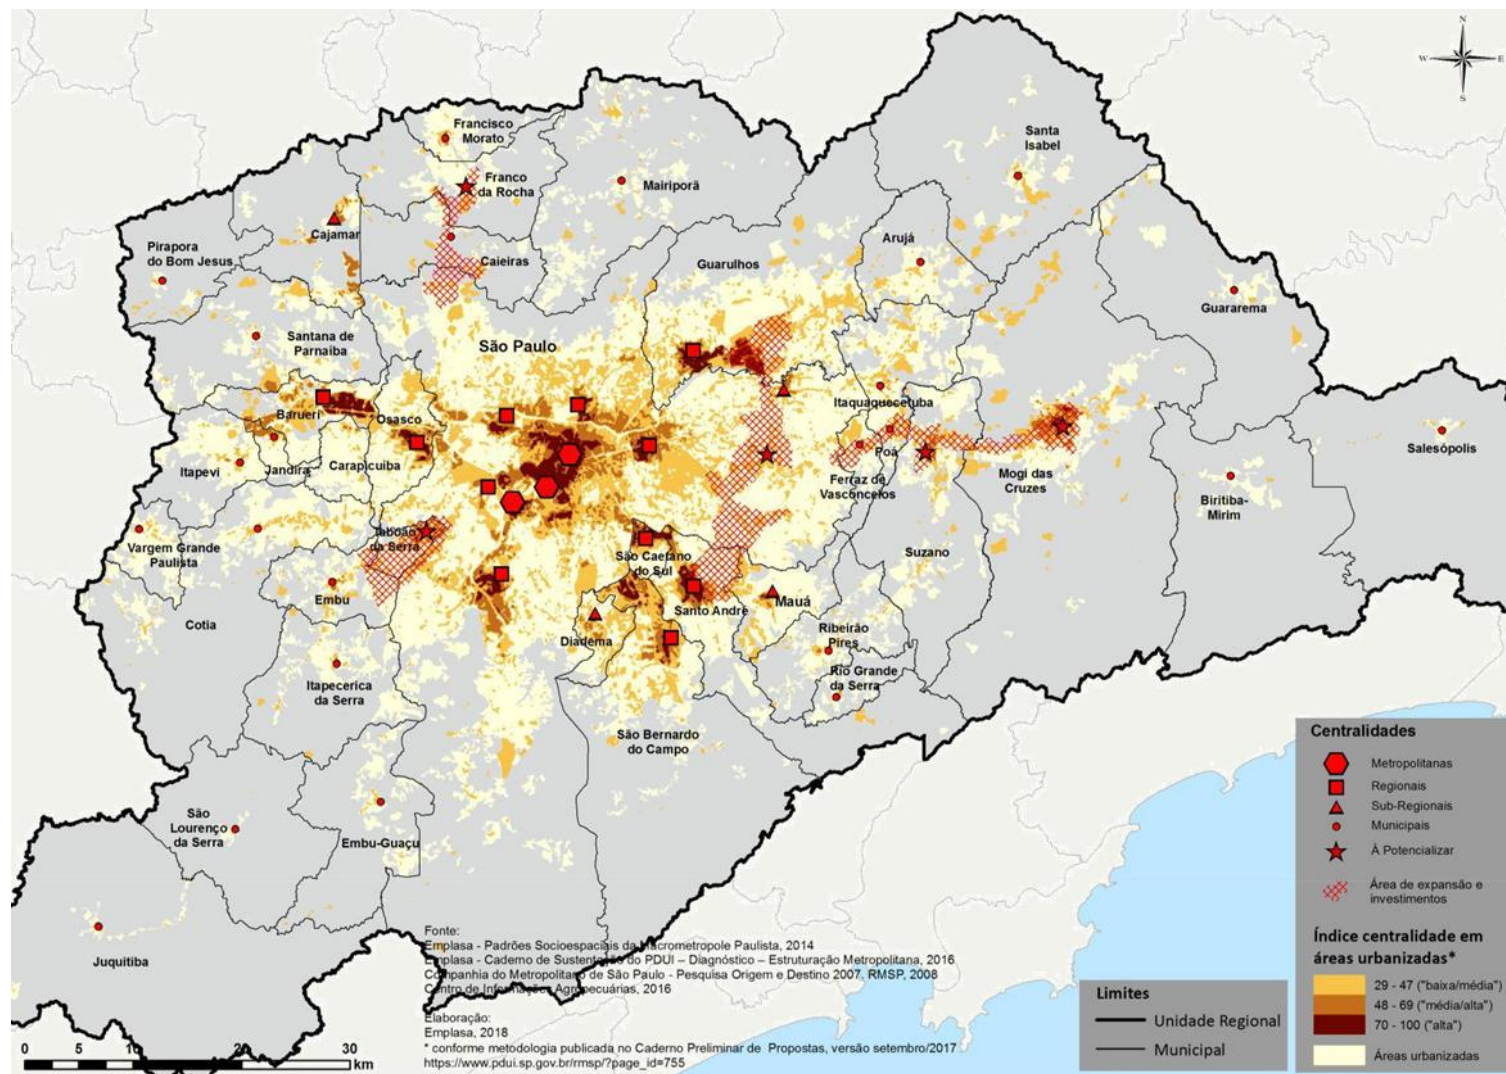 N
W
E
S
Francisco
Morato
Santa
Isabel
Franco
da Rocha
Mairiporã
Cajamar
Pirapora
do Bom Jesus
Caieiras
Arujá
Guarulhos
Guararema
Santana de
Parnaíba
São Paulo
Barueri
Osasco
Itaquaquecetuba
Itapevi
Jandira
Carapicuíba
Poá
Salesópolis
Ferraz de
Vasconcelos
Mogi das
Cruzes
Biritiba-
Mirim
Taboão
da Serra
Vargem Grande
Paulista
São Caetano
do Sul
Suzano
Embu
Santo André
Mauá
Cotia
Diadema
Ribeirão
Pires
Rio Grande
da Serra
Itapecerica
da Serra
São Bernardo
do Campo
São
Lourenço
da Serra
Embu-Guaçu
Juquitiba
Centralidades
Metropolitanas
Regionais
Sub-Regionais
Municipais
À Potencializar
Área de expansão e
investimentos
Índice centralidade em
áreas urbanizadas*
29 - 47 ("baixa/média")
48 - 69 ("média/alta")
70 - 100 ("alta")
Áreas urbanizadas
Limites
Unidade Regional
Municipal
Fonte:
Emplasa - Padrões Socioespaciais da Macrometropole Paulista, 2014
Emplasa - Caderno de Sustentação do PDUI – Diagnóstico – Estruturação Metropolitana, 2016
Companhia do Metropolitano de São Paulo - Pesquisa Origem e Destino 2007. RMSP, 2008
Centro de Informações Agropecuárias, 2016
Elaboração:
Emplasa, 2018
* conforme metodologia publicada no Caderno Preliminar de Propostas, versão setembro/2017
https://www.pdui.sp.gov.br/rmsp/?page_id=755
0 5 10 20 30
km